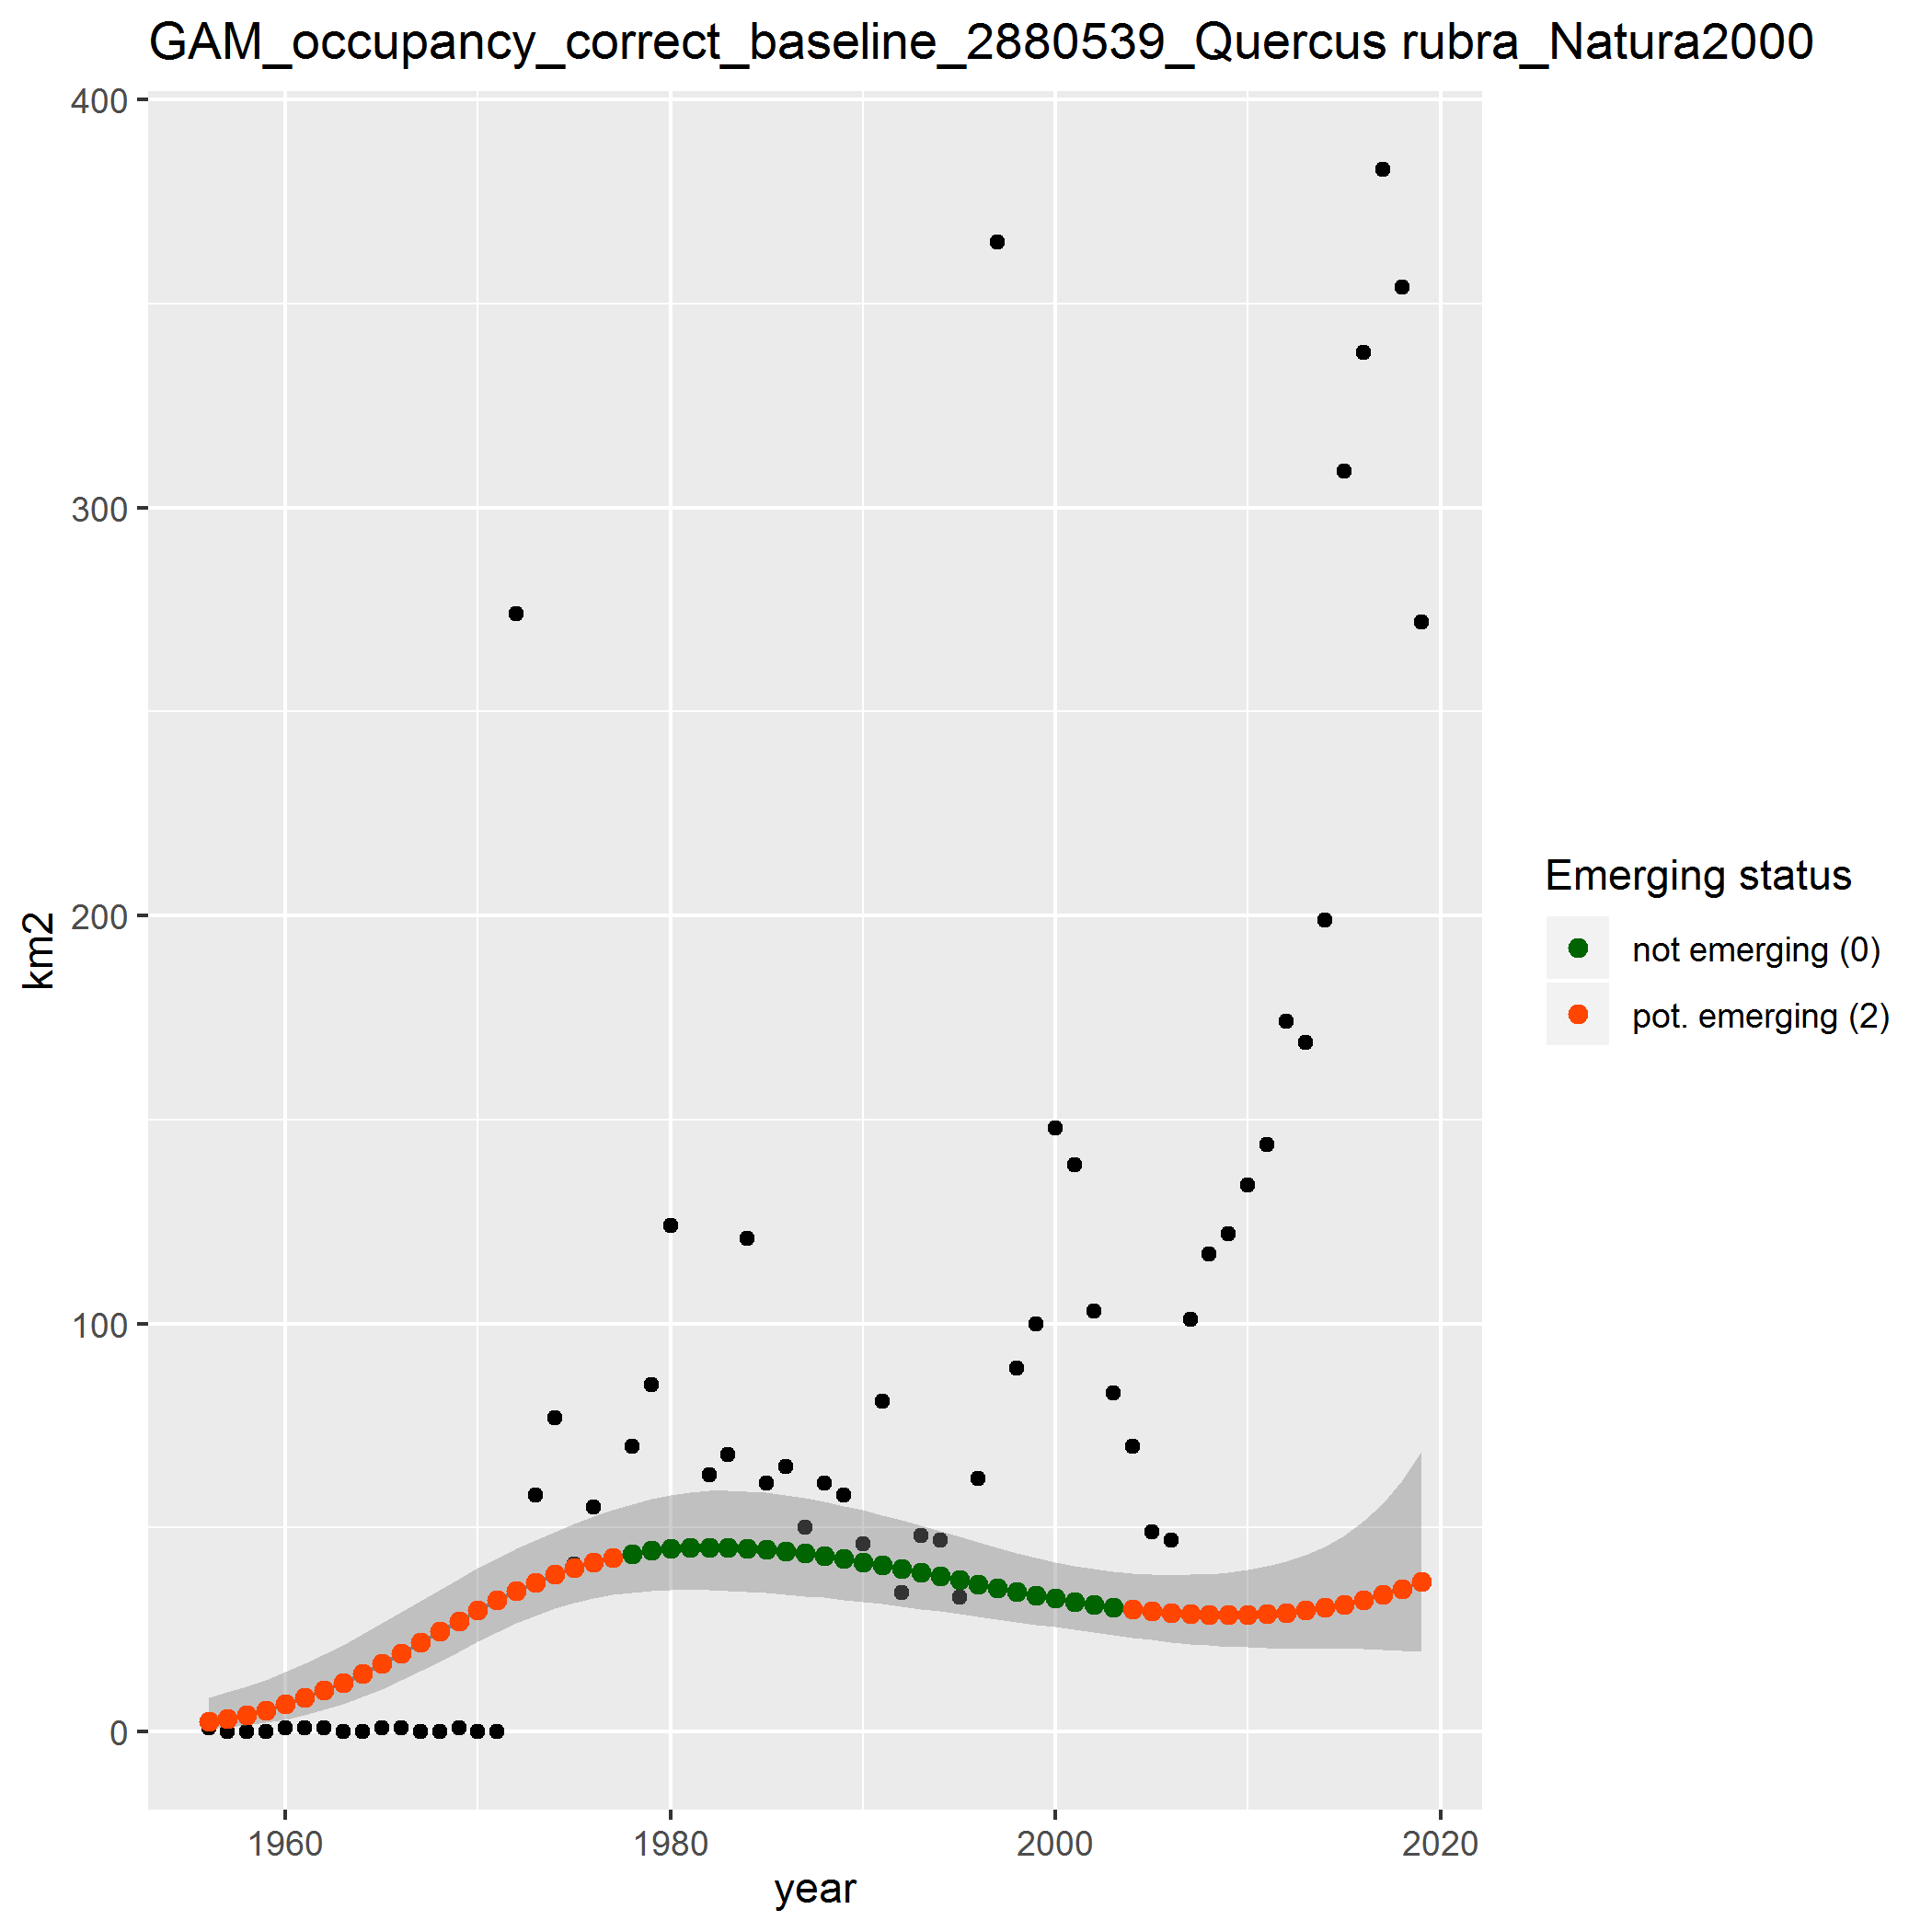 GAM_occupancy_correct_baseline_2880539_Quercus rubra_Natura2000
400
300
200
100
0
km2
1960
1980
2000
2020
year
Emerging status
not emerging (0)
pot. emerging (2)